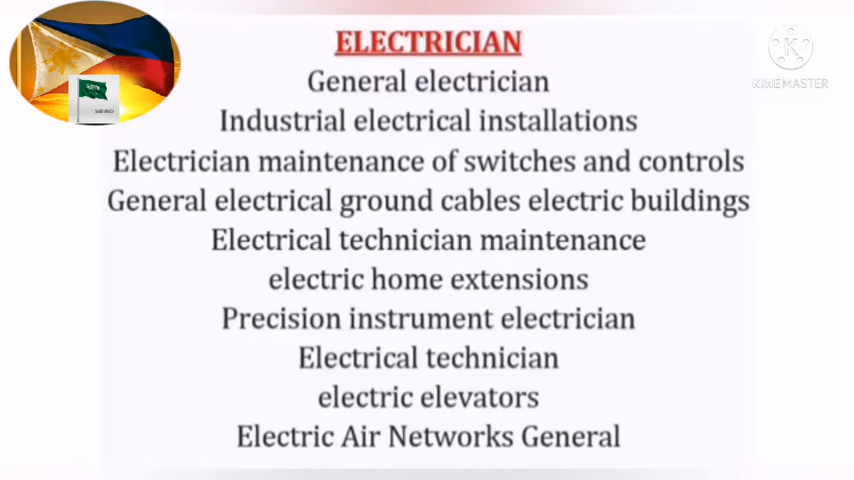 ELECTRICIAN
General electrician
Industrial electrical installations
Electrician maintenance of switches and controls
General electrical ground cables electric buildings
Electrical technician maintenance
electric home extensions
Precision instrument electrician
Electrical technician
electric elevators
Electric Air Networks General
K
KINEMASTER